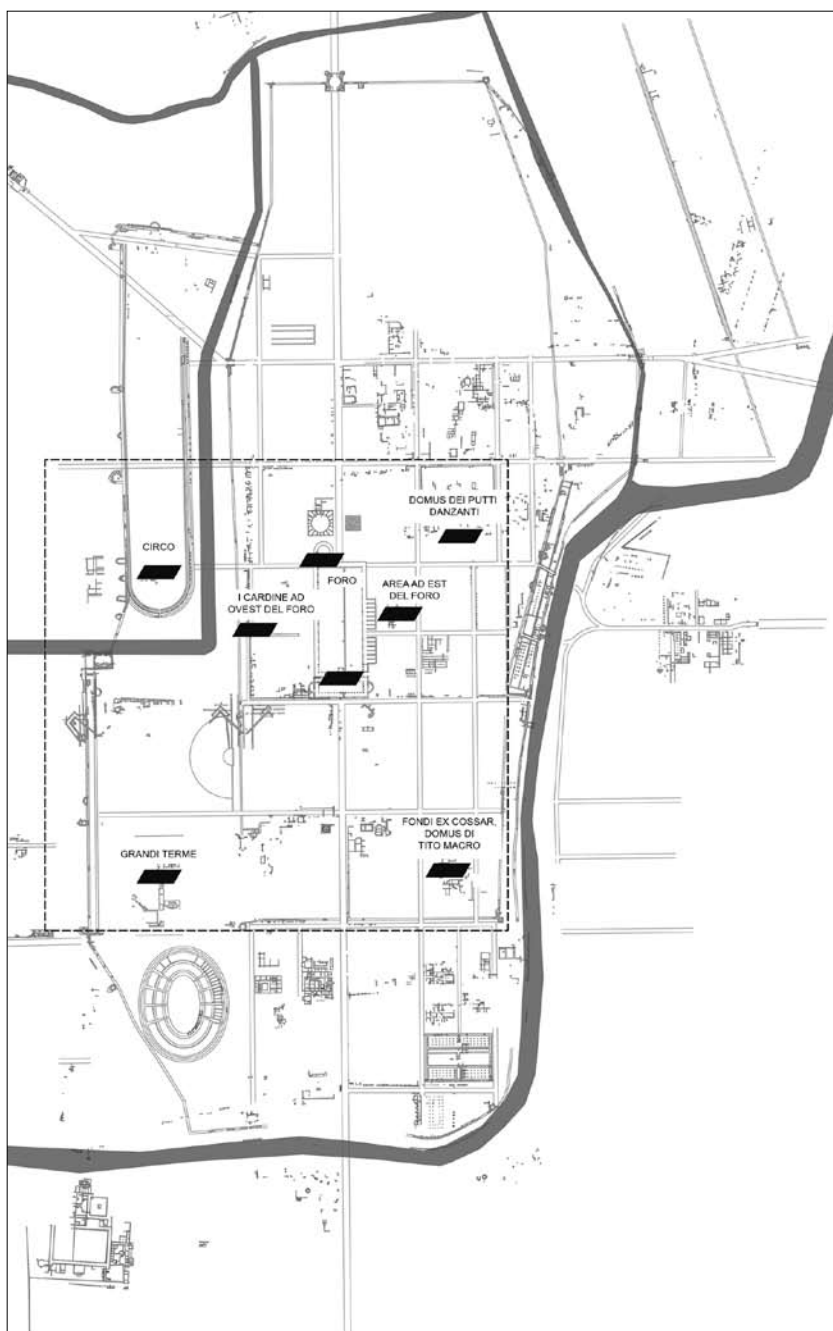 DOMUS DEI PUTTI
DANZANTI
CIRCO
FORO
AREA AD EST
DEL FORO
I CARDINE AD
OVEST DEL FORO
FONDI EX COSSAR,
DOMUS DI
TITO MACRO
GRANDI TERME